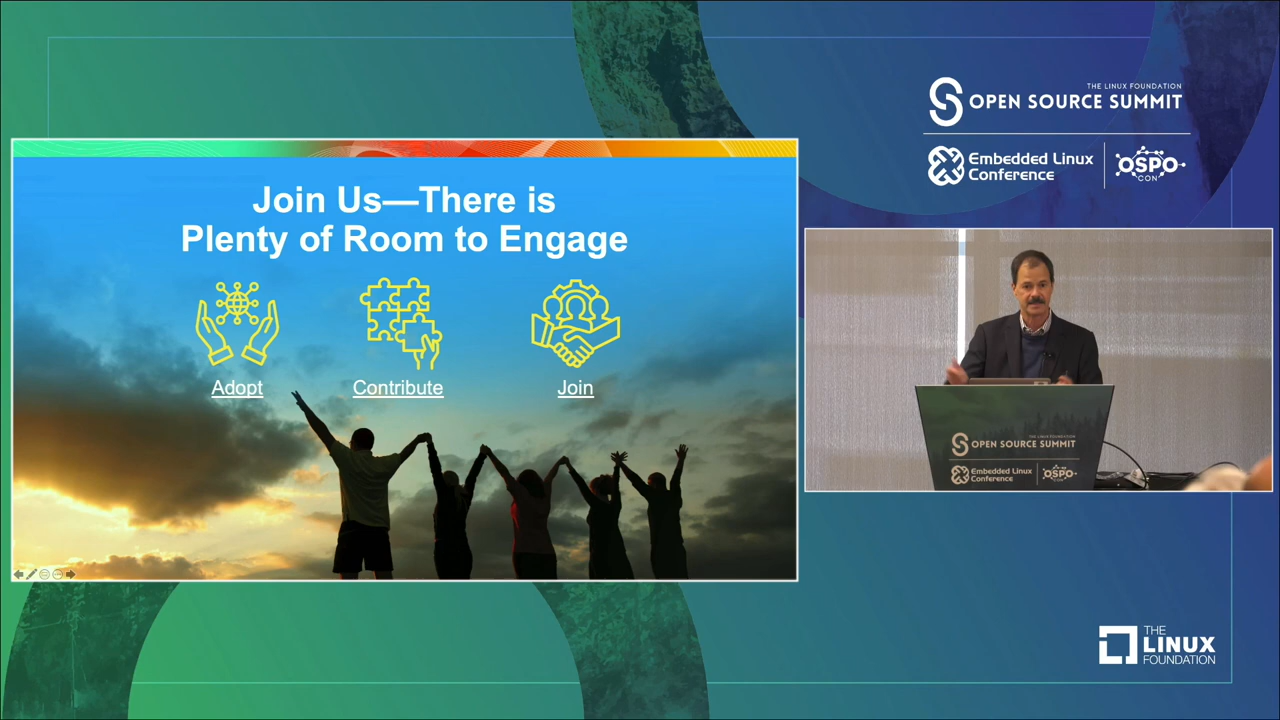 THE LINUX FOUNDATION
OPEN SOURCE SUMMIT
Embedded Linux
Conference
OSPO
CON
Join Us—There is
Plenty of Room to Engage
Adopt
Contribute
Join
THE LINUX FOUNDATION
OPEN SOURCE SUMMIT
Embedded Linux
Conference
OSPO
CON
THE
LINUX
FOUNDATION